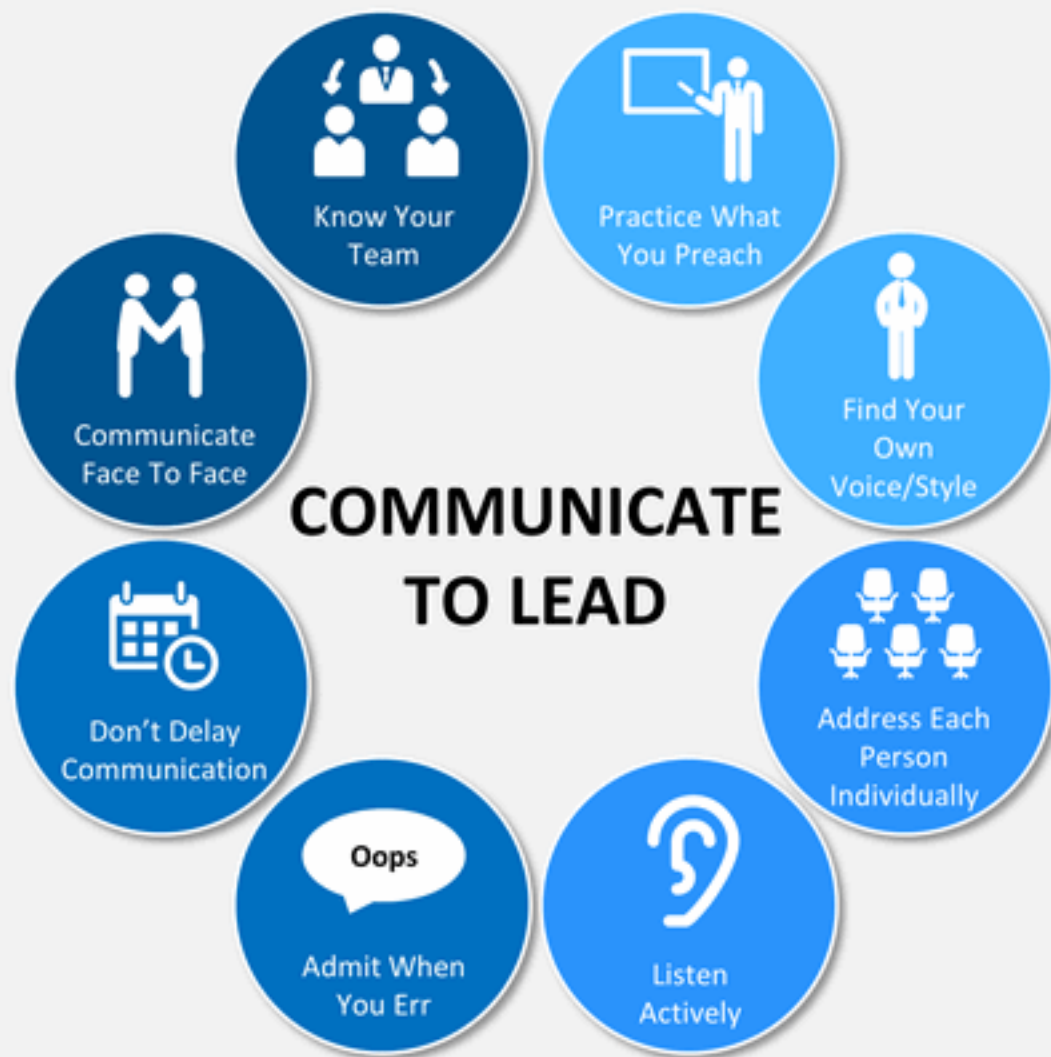 Know Your
Team
Practice What
You Preach
Communicate
Face To Face
Find Your
Own
Voice/Style
COMMUNICATE
TO LEAD
Don't Delay
Communication
Address Each
Person
Individually
Oops
Admit When
You Err
Listen
Actively